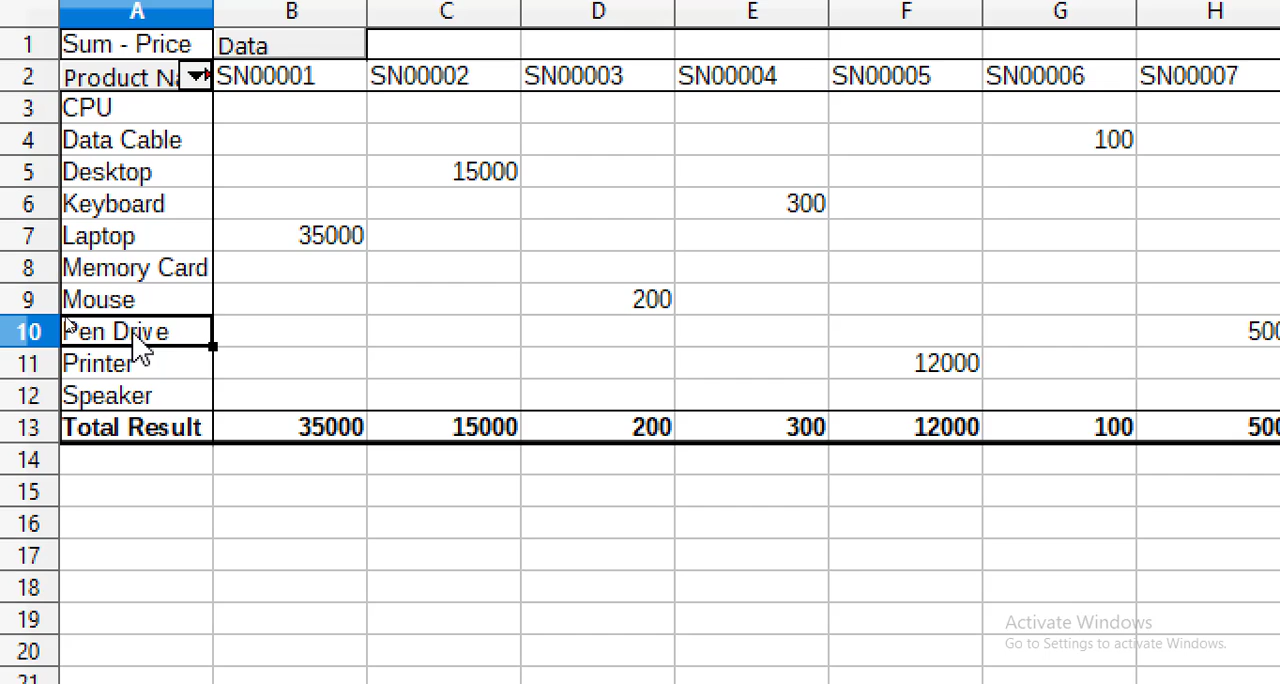 A B C D E F G H
1 Sum - Price Data
2 Product Na SN00001 SN00002 SN00003 SN00004 SN00005 SN00006 SN00007
3 CPU
4 Data Cable 100
5 Desktop 15000
6 Keyboard 300
7 Laptop 35000
8 Memory Card
9 Mouse 200
10 Pen Drive 500
11 Printer 12000
12 Speaker
13 Total Result 35000 15000 200 300 12000 100 500
14
15
16
17
18
19
20
21
Activate Windows
Go to Settings to activate Windows.